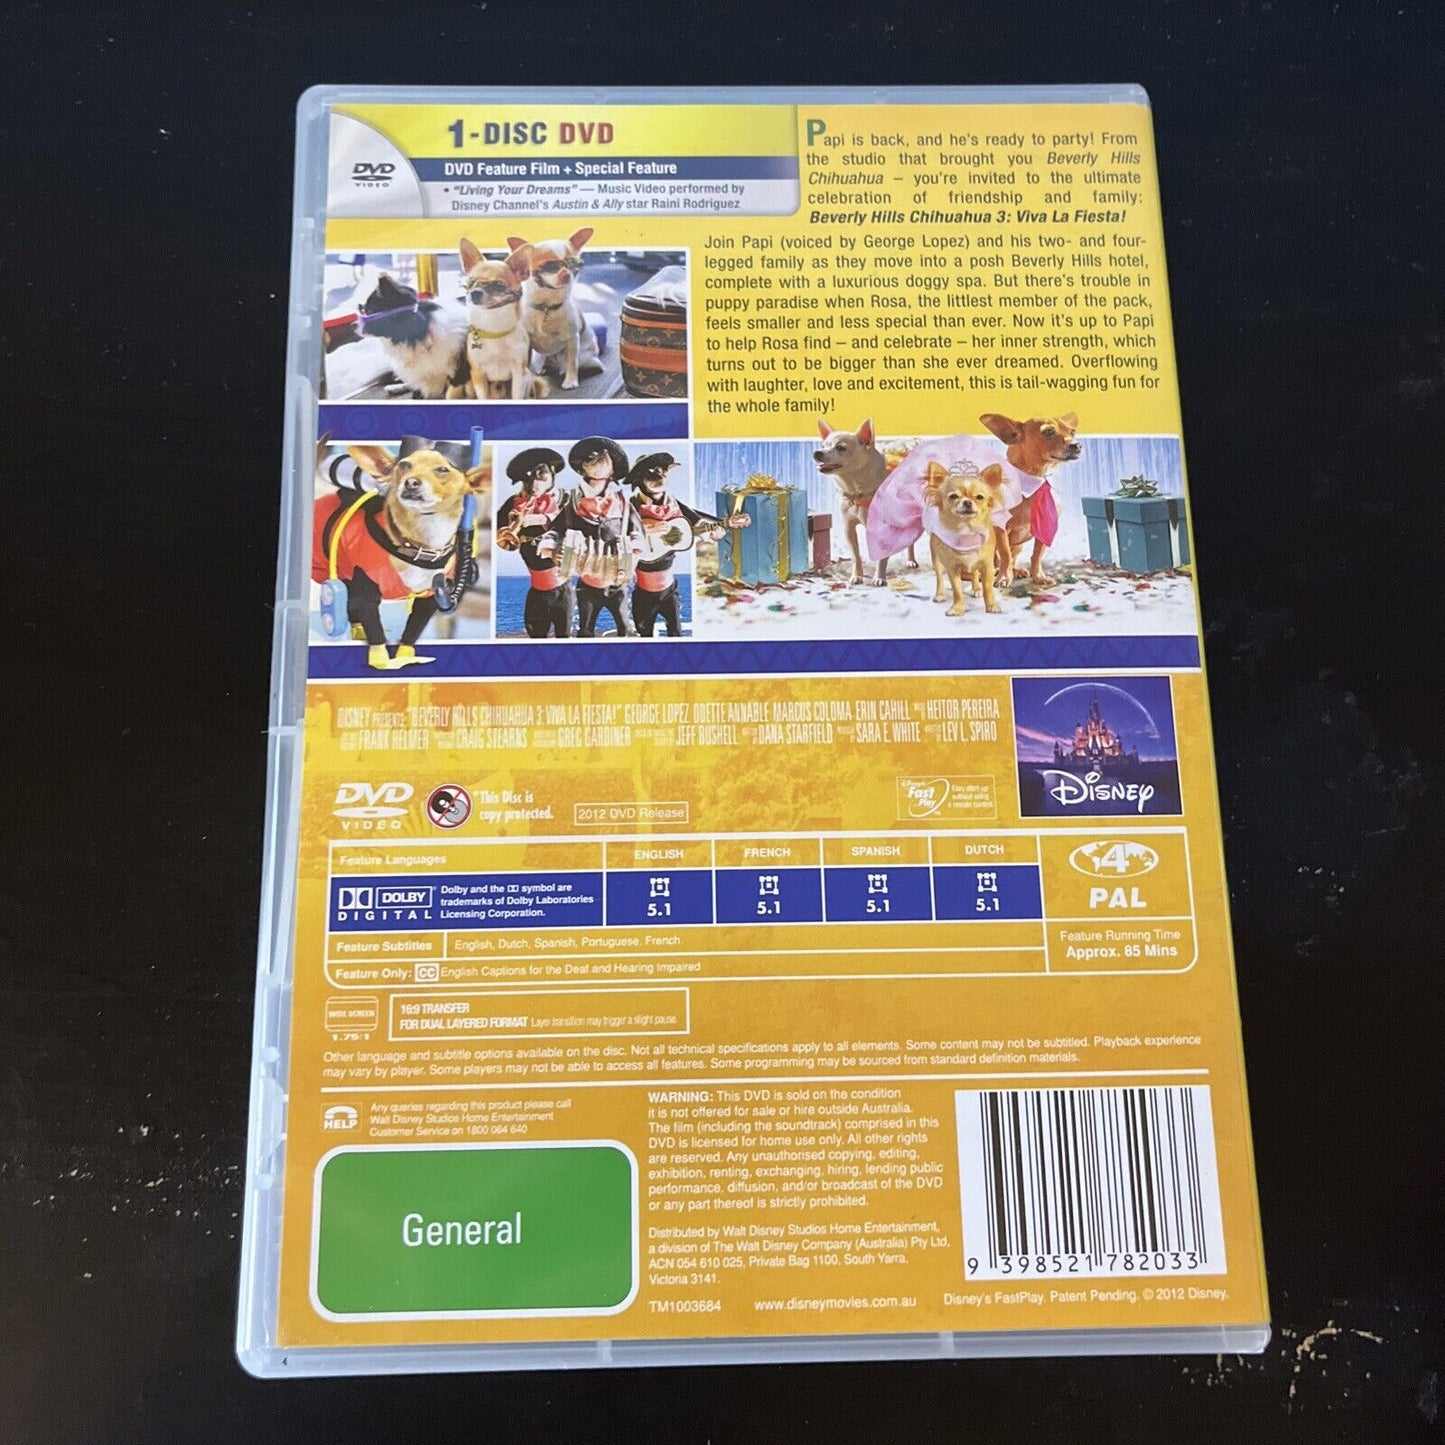 1-DISC DVD
DVD
VIDEO
DVD Feature Film + Special Feature
• "Living Your Dreams" — Music Video performed by
Disney Channel's Austin & Ally star Raini Rodriguez
Papi is back, and he's ready to party! From
the studio that brought you Beverly Hills
Chihuahua – you're invited to the ultimate
celebration of friendship and family:
Beverly Hills Chihuahua 3: Viva La Fiesta!
Join Papi (voiced by George Lopez) and his two- and four-
legged family as they move into a posh Beverly Hills hotel,
complete with a luxurious doggy spa. But there's trouble in
puppy paradise when Rosa, the littlest member of the pack,
feels smaller and less special than ever. Now it's up to Papi
to help Rosa find – and celebrate – her inner strength, which
turns out to be bigger than she ever dreamed. Overflowing
with laughter, love and excitement, this is tail-wagging fun for
the whole family!
DISNEY PRESENTS "BEVERLY HILLS CHIHUAHUA 3: VIVA LA FIESTA!" GEORGE LOPEZ ODETTE ANNABLE MARCUS COLOMA ERIN CAHILL HEITOR PEREIRA
FRANK HELMER CRAIG STEARNS GREG GARDINER JEFF BUSHELL DANA STARFIELD SARA E. WHITE LEV L. SPIRO
Disney
DVD
VIDEO
*This Disc is
copy protected.
2012 DVD Release
Disney's
Fast
Play
Easy start-up
without using
a remote control.
Feature Languages
ENGLISH FRENCH SPANISH DUTCH
DOLBY
DIGITAL
Dolby and the DD symbol are
trademarks of Dolby Laboratories
Licensing Corporation.
5.1 5.1 5.1 5.1
4
PAL
Feature Subtitles English, Dutch, Spanish, Portuguese, French.
Feature Only: CC English Captions for the Deaf and Hearing Impaired
Feature Running Time
Approx. 85 Mins
WIDE SCREEN
1.75:1
16:9 TRANSFER
FOR DUAL LAYERED FORMAT Layer transition may trigger a slight pause.
Other language and subtitle options available on the disc. Not all technical specifications apply to all elements. Some content may not be subtitled. Playback experience
may vary by player. Some players may not be able to access all features. Some programming may be sourced from standard definition materials.
HELP
Any queries regarding this product please call
Walt Disney Studios Home Entertainment
Customer Service on 1800 064 640
General
WARNING: This DVD is sold on the condition
it is not offered for sale or hire outside Australia.
The film (including the soundtrack) comprised in this
DVD is licensed for home use only. All other rights
are reserved. Any unauthorised copying, editing,
exhibition, renting, exchanging, hiring, lending public
performance, diffusion, and/or broadcast of the DVD
or any part thereof is strictly prohibited.
Distributed by Walt Disney Studios Home Entertainment,
a division of The Walt Disney Company (Australia) Pty Ltd,
ACN 054 610 025, Private Bag 1100, South Yarra,
Victoria 3141.
TM1003684 www.disneymovies.com.au
9 398521 782033
Disney's FastPlay. Patent Pending. © 2012 Disney.